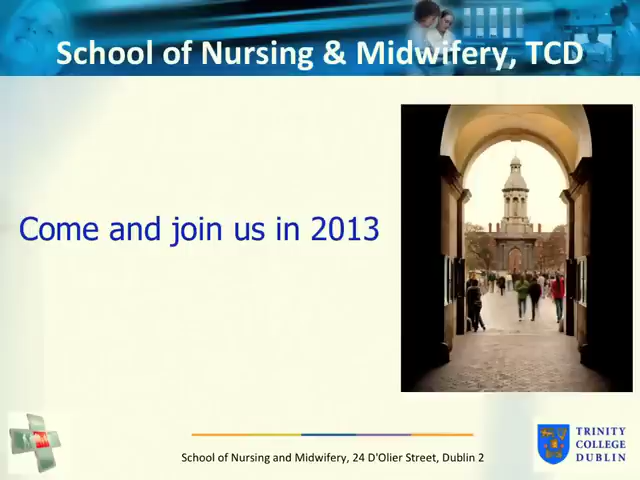 School of Nursing & Midwifery, TCD
Come and join us in 2013
School of Nursing and Midwifery, 24 D'Olier Street, Dublin 2
TRINITY
COLLEGE
DUBLIN